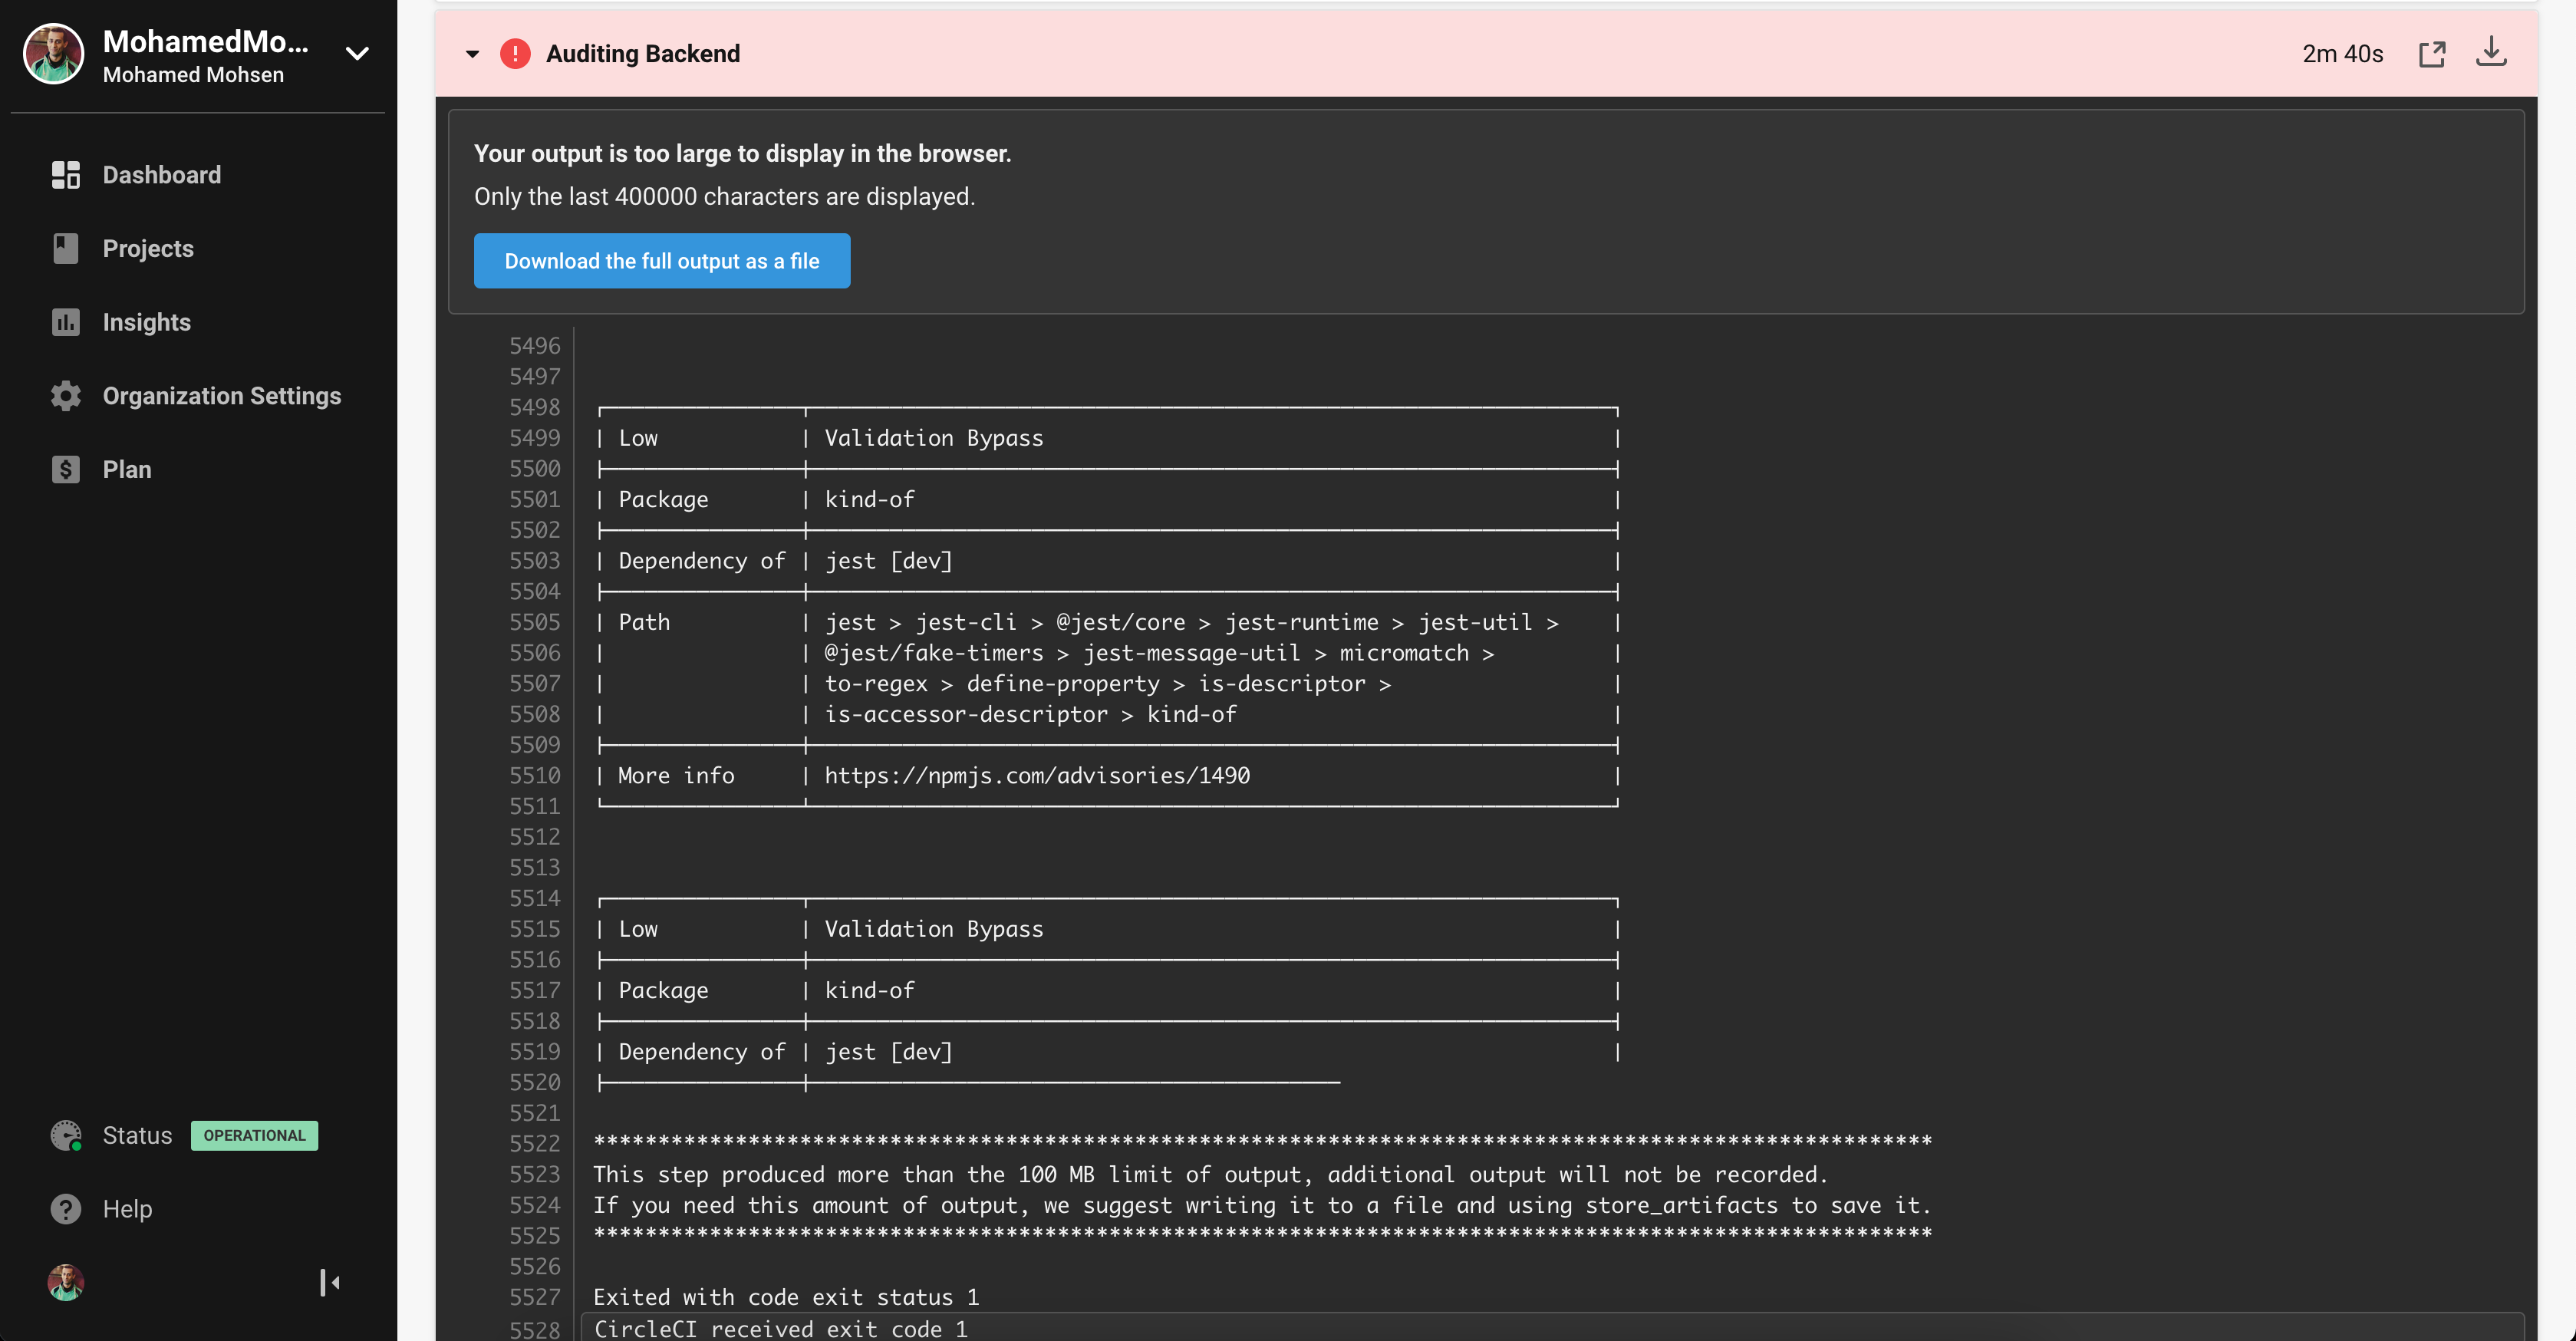 MohamedMo...
Mohamed Mohsen
Dashboard
Projects
Insights
Organization Settings
Plan
Status OPERATIONAL
Help
Auditing Backend 2m 40s
Your output is too large to display in the browser.
Only the last 400000 characters are displayed.
Download the full output as a file
5496
5497
5498
5499 | Low | Validation Bypass |
5500
5501 | Package | kind-of |
5502
5503 | Dependency of | jest [dev] |
5504
5505 | Path | jest > jest-cli > @jest/core > jest-runtime > jest-util > |
5506 | | @jest/fake-timers > jest-message-util > micromatch > |
5507 | | to-regex > define-property > is-descriptor > |
5508 | | is-accessor-descriptor > kind-of |
5509
5510 | More info | https://npmjs.com/advisories/1490 |
5511
5512
5513
5514
5515 | Low | Validation Bypass |
5516
5517 | Package | kind-of |
5518
5519 | Dependency of | jest [dev] |
5520
5521
5522 ********************************************************************************************************
5523 This step produced more than the 100 MB limit of output, additional output will not be recorded.
5524 If you need this amount of output, we suggest writing it to a file and using store_artifacts to save it.
5525 ********************************************************************************************************
5526
5527 Exited with code exit status 1
5528 CircleCI received exit code 1